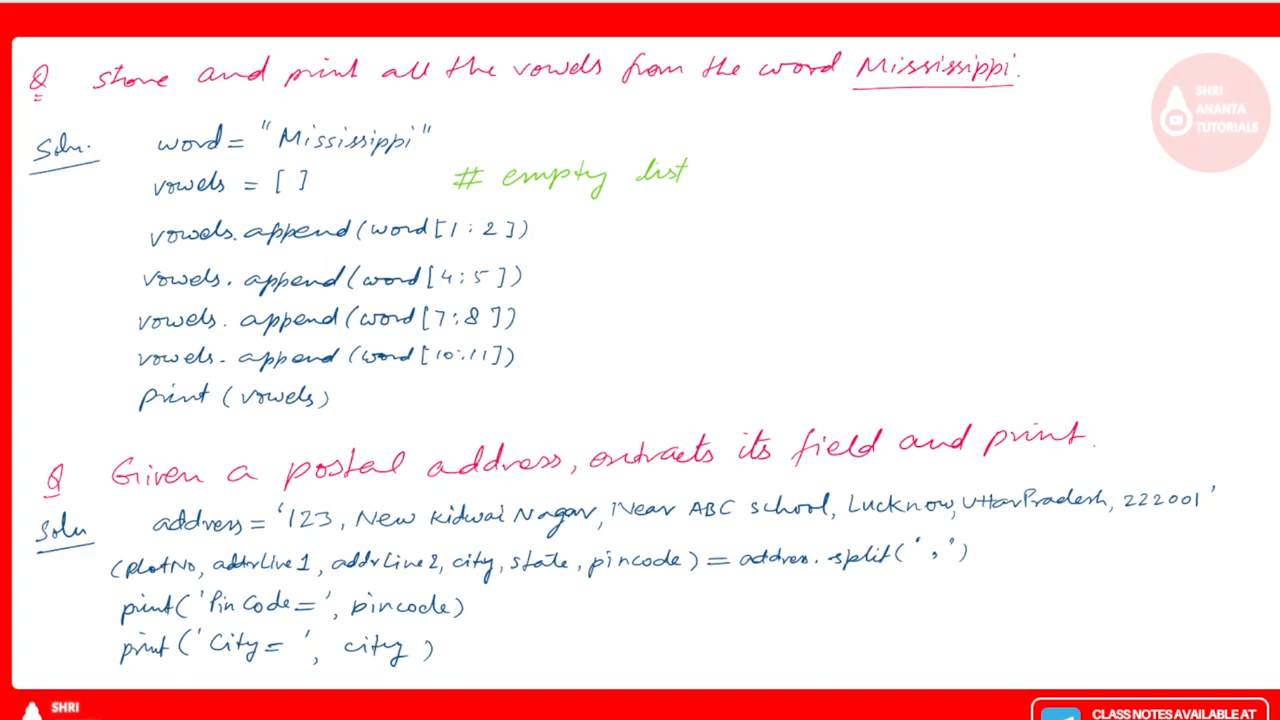 Q store and print all the vowels from the word Mississippi.
SHRI
ANANTA
TUTORIALS
Soln. word = "Mississippi"
vowels = [ ] # empty list
vowels.append(word[1:2])
vowels.append(word[4:5])
vowels.append(word[7:8])
vowels.append(word[10:11])
print(vowels)
Q Given a postal address, extracts its field and print.
Soln address = '123, New Kidwai Nagar, Near ABC school, Lucknow, UttarPradesh, 222001'
(plotNo, addrLine1, addrLine2, city, state, pincode) = address.split(',')
print('Pin Code=', pincode)
print('City= ', city)
SHRI
CLASS NOTES AVAILABLE AT